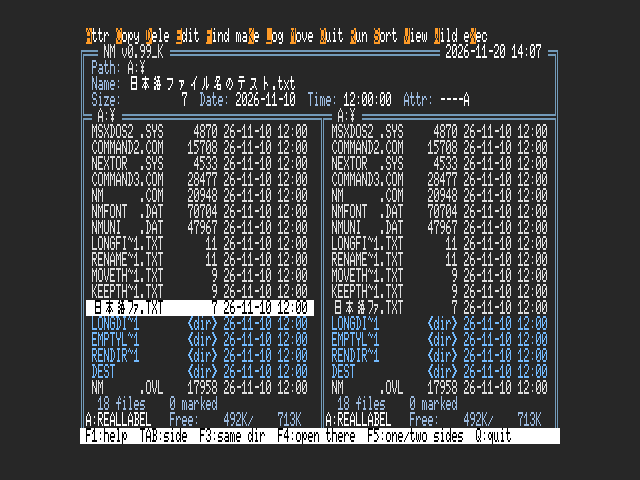 Attr Copy Dele Edit Find maKe Log Move Quit Run Sort View Wild eXec
NM v0.99_K 2026-11-20 14:07
Path: A:¥
Name: 日本語ファイル名のテスト.txt
Size: 7 Date: 2026-11-10 Time: 12:00:00 Attr: ----A
A:¥ A:¥
MSXDOS2 .SYS 4870 26-11-10 12:00 MSXDOS2 .SYS 4870 26-11-10 12:00
COMMAND2.COM 15708 26-11-10 12:00 COMMAND2.COM 15708 26-11-10 12:00
NEXTOR .SYS 4533 26-11-10 12:00 NEXTOR .SYS 4533 26-11-10 12:00
COMMAND3.COM 28477 26-11-10 12:00 COMMAND3.COM 28477 26-11-10 12:00
NM .COM 20948 26-11-10 12:00 NM .COM 20948 26-11-10 12:00
NMFONT .DAT 70704 26-11-10 12:00 NMFONT .DAT 70704 26-11-10 12:00
NMUNI .DAT 47967 26-11-10 12:00 NMUNI .DAT 47967 26-11-10 12:00
LONGFI~1.TXT 11 26-11-10 12:00 LONGFI~1.TXT 11 26-11-10 12:00
RENAME~1.TXT 11 26-11-10 12:00 RENAME~1.TXT 11 26-11-10 12:00
MOVETH~1.TXT 9 26-11-10 12:00 MOVETH~1.TXT 9 26-11-10 12:00
KEEPTH~1.TXT 9 26-11-10 12:00 KEEPTH~1.TXT 9 26-11-10 12:00
日本語ファ.TXT 7 26-11-10 12:00 日本語ファ.TXT 7 26-11-10 12:00
LONGDI~1 <dir> 26-11-10 12:00 LONGDI~1 <dir> 26-11-10 12:00
EMPTYL~1 <dir> 26-11-10 12:00 EMPTYL~1 <dir> 26-11-10 12:00
RENDIR~1 <dir> 26-11-10 12:00 RENDIR~1 <dir> 26-11-10 12:00
DEST <dir> 26-11-10 12:00 DEST <dir> 26-11-10 12:00
NM .OVL 17958 26-11-10 12:00 NM .OVL 17958 26-11-10 12:00
18 files 0 marked 18 files 0 marked
A:REALLABEL Free: 492K/ 713K A:REALLABEL Free: 492K/ 713K
F1:help TAB:side F3:same dir F4:open there F5:one/two sides Q:quit